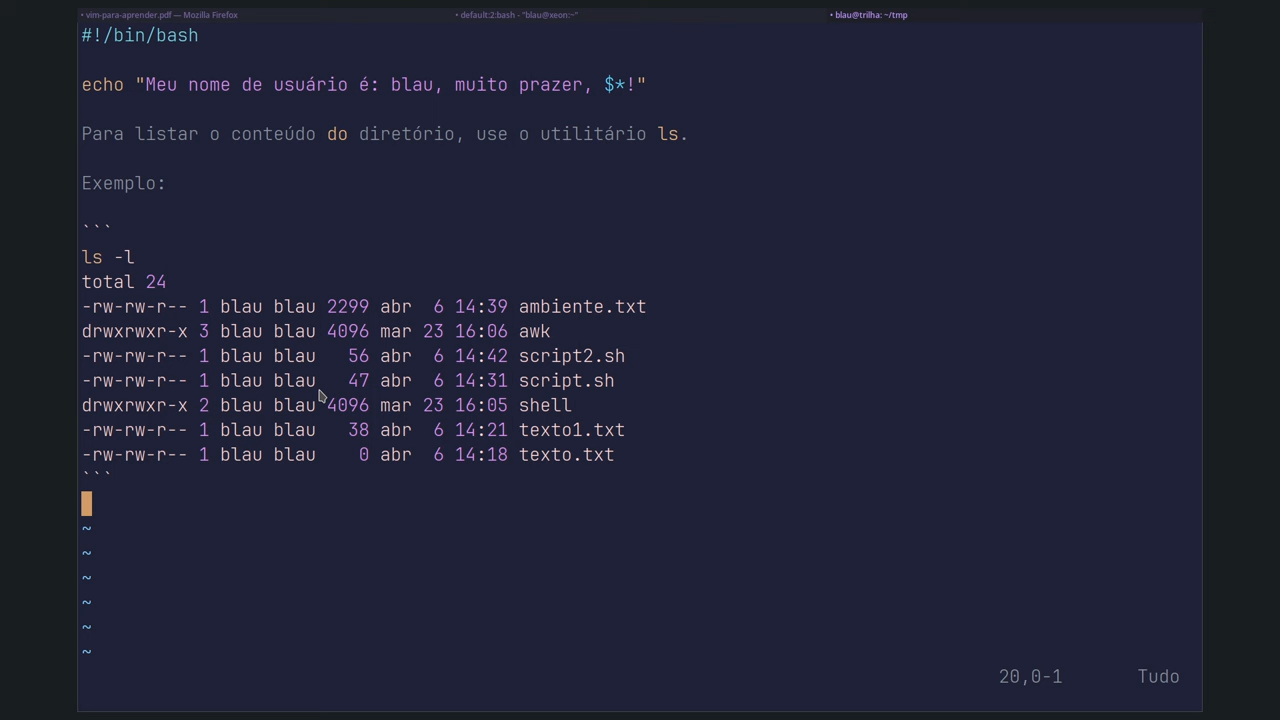 • vim-para-aprender.pdf — Mozilla Firefox
• default:2:bash - "blau@xeon:~"
• blau@trilha: ~/tmp
#!/bin/bash
echo "Meu nome de usuário é: blau, muito prazer, $*!"
Para listar o conteúdo do diretório, use o utilitário ls.
Exemplo:
```
ls -l
total 24
-rw-rw-r-- 1 blau blau 2299 abr  6 14:39 ambiente.txt
drwxrwxr-x 3 blau blau 4096 mar 23 16:06 awk
-rw-rw-r-- 1 blau blau   56 abr  6 14:42 script2.sh
-rw-rw-r-- 1 blau blau   47 abr  6 14:31 script.sh
drwxrwxr-x 2 blau blau 4096 mar 23 16:05 shell
-rw-rw-r-- 1 blau blau   38 abr  6 14:21 texto1.txt
-rw-rw-r-- 1 blau blau    0 abr  6 14:18 texto.txt
```
~
~
~
~
~
~
20,0-1 Tudo